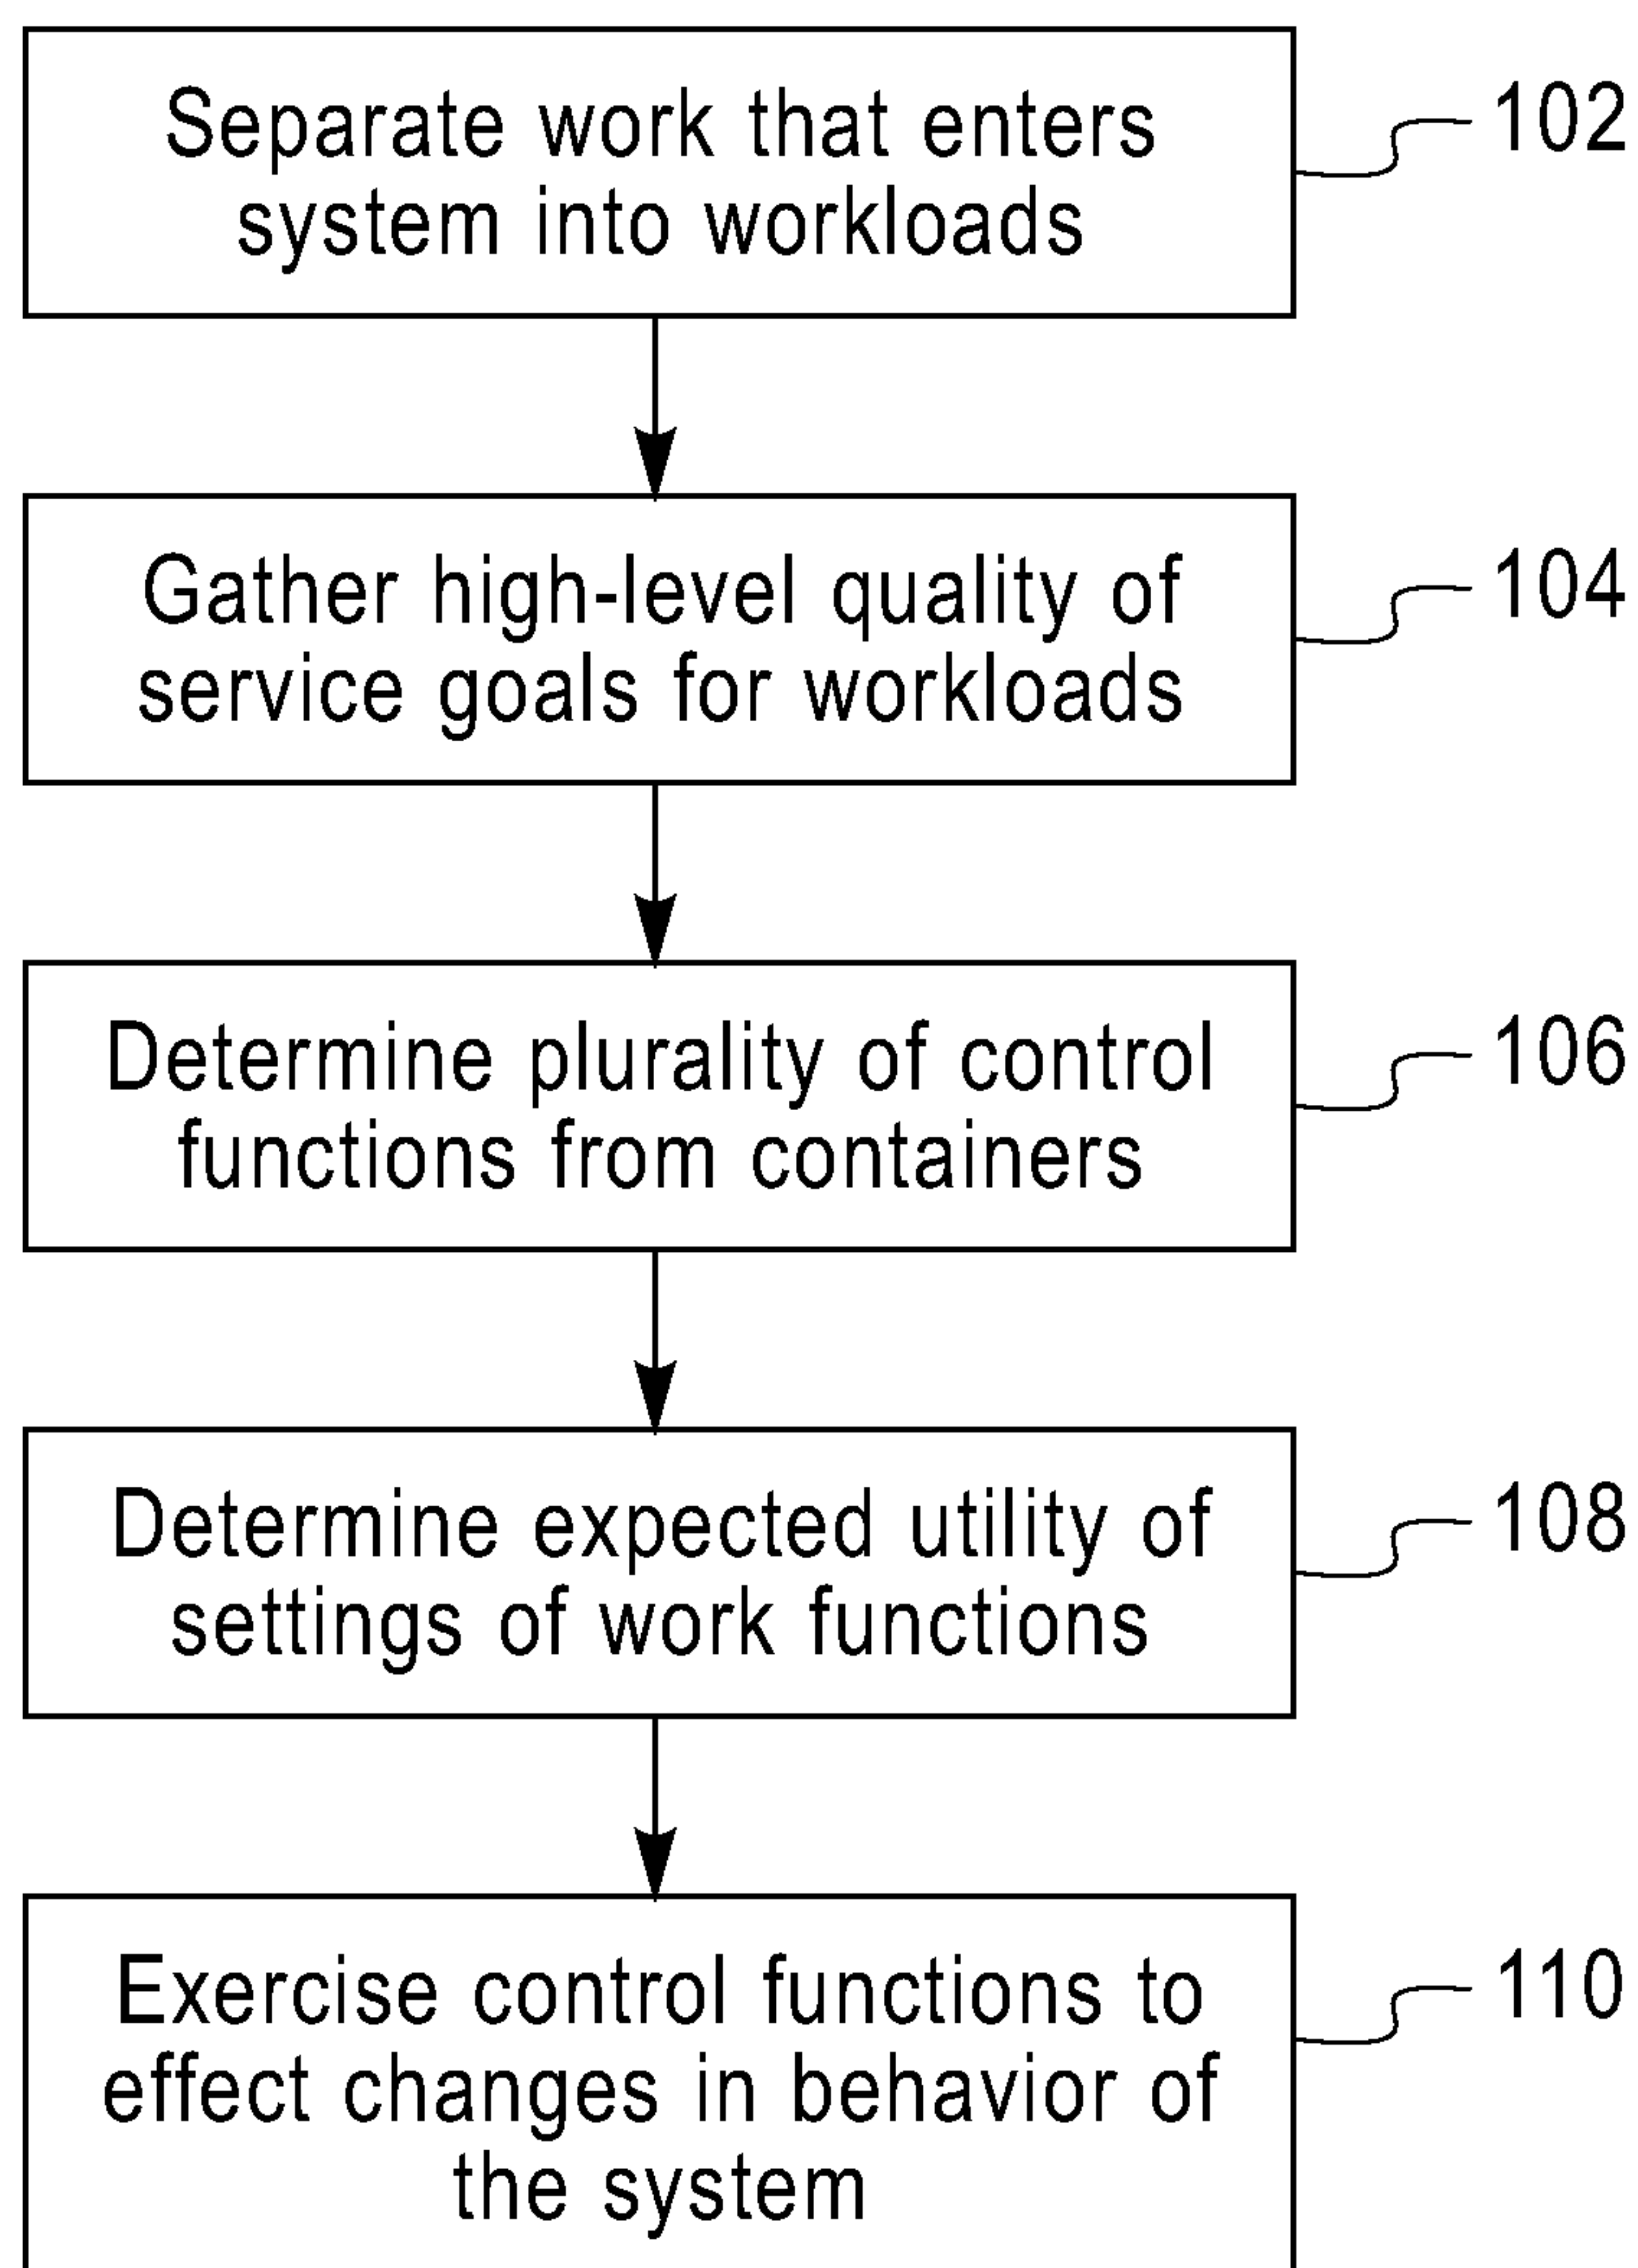 Separate work that enters
system into workloads
102
Gather high-level quality of
service goals for workloads
104
Determine plurality of control
functions from containers
106
Determine expected utility of
settings of work functions
108
Exercise control functions to
effect changes in behavior of
the system
110